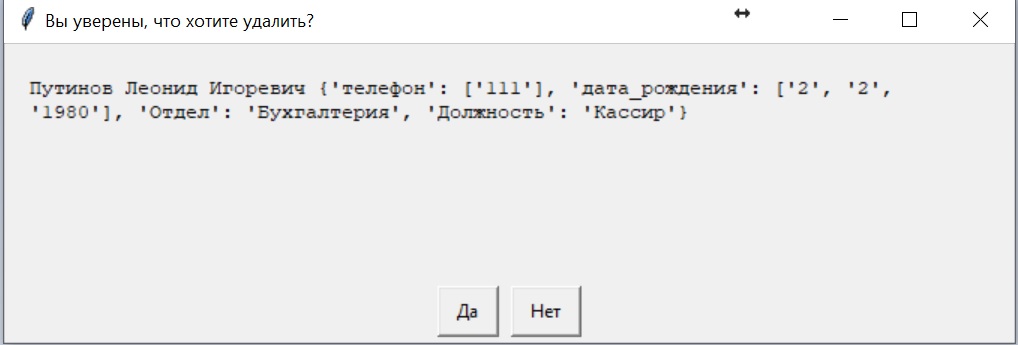 Вы уверены, что хотите удалить?
Путинов Леонид Игоревич {'телефон': ['111'], 'дата_рождения': ['2', '2',
'1980'], 'Отдел': 'Бухгалтерия', 'Должность': 'Кассир'}
Да Нет